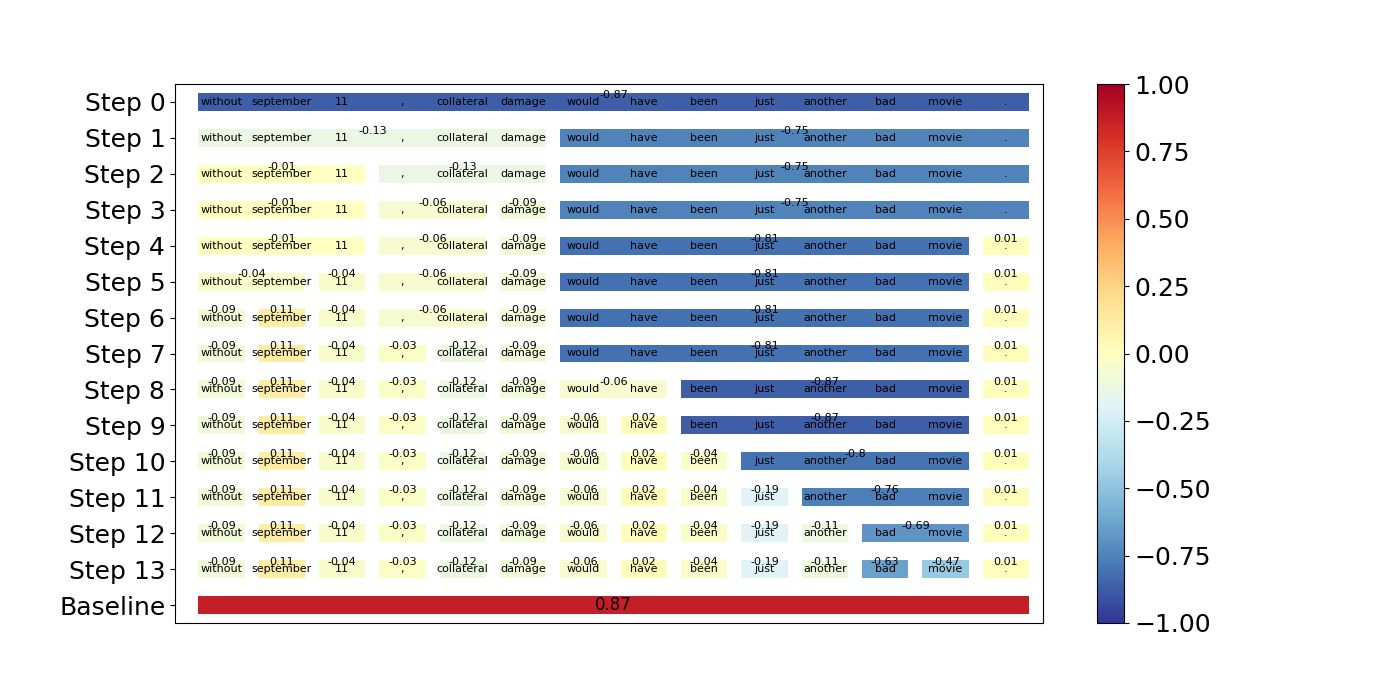 Step 0 without september 11 , collateral damage would -0.87 have been just another bad movie .
Step 1 without september 11 -0.13 , collateral damage would have been just -0.75 another bad movie .
Step 2 without -0.01 september 11 , -0.13 collateral damage would have been just -0.75 another bad movie .
Step 3 without -0.01 september 11 , -0.06 collateral -0.09 damage would have been just -0.75 another bad movie .
Step 4 without -0.01 september 11 , -0.06 collateral -0.09 damage would have been -0.81 just another bad movie 0.01 .
Step 5 without -0.04 september -0.04 11 , -0.06 collateral -0.09 damage would have been -0.81 just another bad movie 0.01 .
Step 6 -0.09 without 0.11 september -0.04 11 , -0.06 collateral -0.09 damage would have been -0.81 just another bad movie 0.01 .
Step 7 -0.09 without 0.11 september -0.04 11 -0.03 , -0.12 collateral -0.09 damage would have been -0.81 just another bad movie 0.01 .
Step 8 -0.09 without 0.11 september -0.04 11 -0.03 , -0.12 collateral -0.09 damage would -0.06 have been just -0.87 another bad movie 0.01 .
Step 9 -0.09 without 0.11 september -0.04 11 -0.03 , -0.12 collateral -0.09 damage -0.06 would 0.02 have been just -0.87 another bad movie 0.01 .
Step 10 -0.09 without 0.11 september -0.04 11 -0.03 , -0.12 collateral -0.09 damage -0.06 would 0.02 have -0.04 been just another -0.8 bad movie 0.01 .
Step 11 -0.09 without 0.11 september -0.04 11 -0.03 , -0.12 collateral -0.09 damage -0.06 would 0.02 have -0.04 been -0.19 just another -0.76 bad movie 0.01 .
Step 12 -0.09 without 0.11 september -0.04 11 -0.03 , -0.12 collateral -0.09 damage -0.06 would 0.02 have -0.04 been -0.19 just -0.11 another bad -0.69 movie 0.01 .
Step 13 -0.09 without 0.11 september -0.04 11 -0.03 , -0.12 collateral -0.09 damage -0.06 would 0.02 have -0.04 been -0.19 just -0.11 another -0.63 bad -0.47 movie 0.01 .
Baseline 0.87
1.00
0.75
0.50
0.25
0.00
−0.25
−0.50
−0.75
−1.00